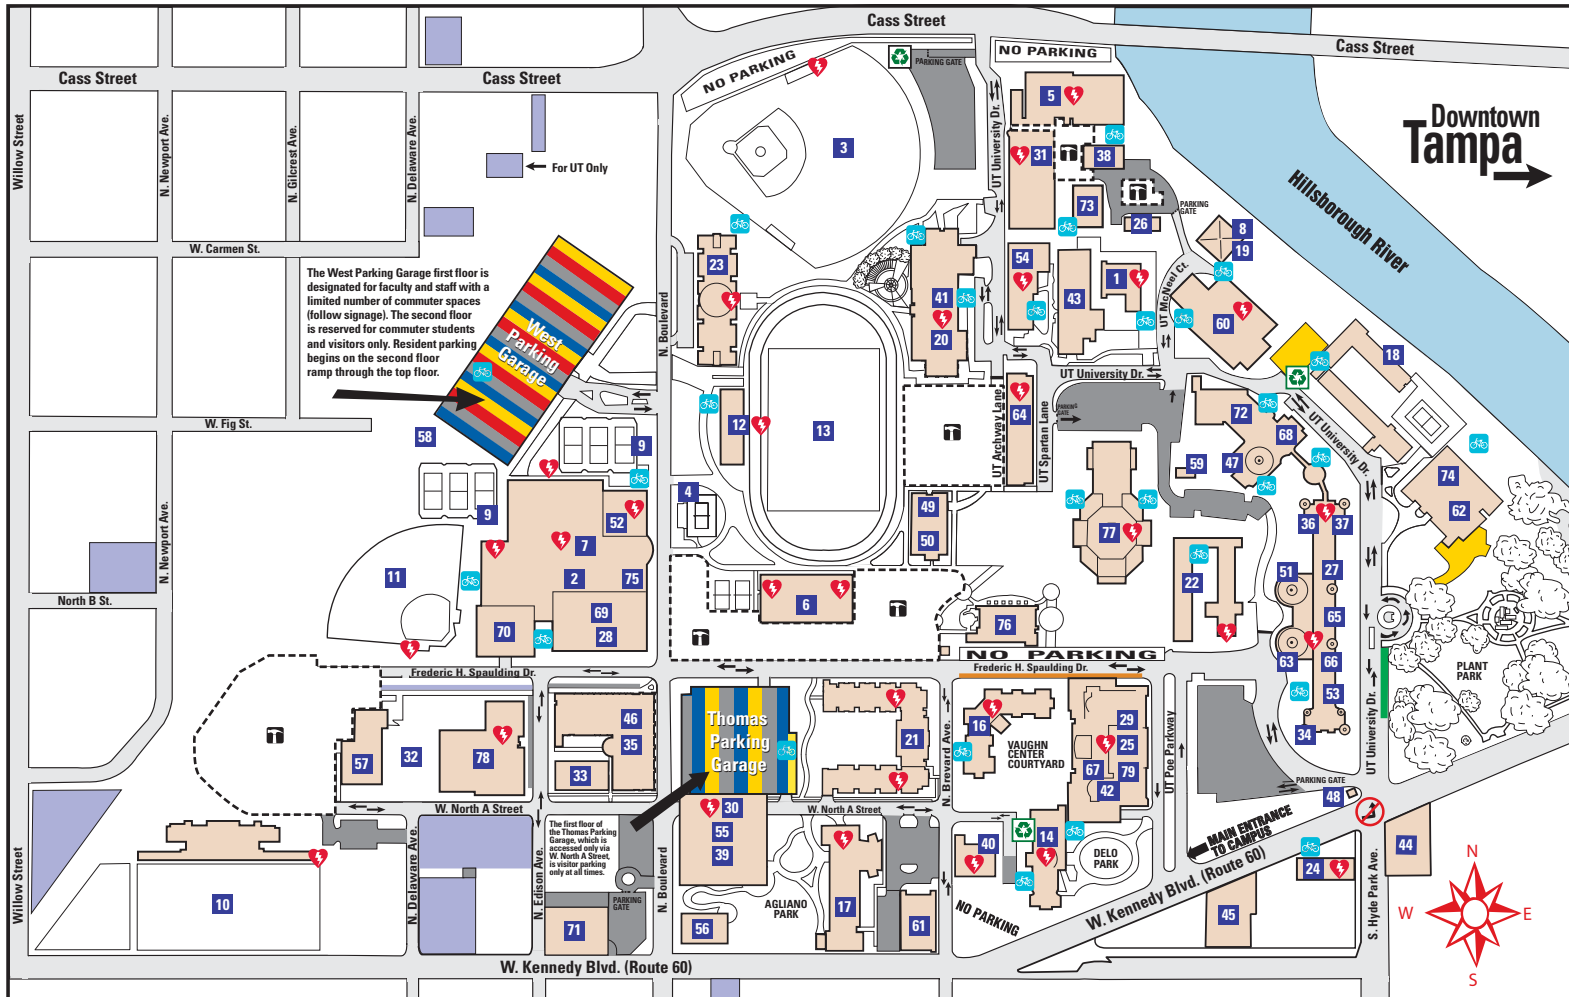 Cass Street
Cass Street
Cass Street
Cass Street
NO PARKING
NO PARKING
PARKING GATE
Downtown
Tampa
Hillsborough River
Willow Street
N. Newport Ave.
N. Gilcrest Ave.
N. Delaware Ave.
For UT Only
UT University Dr.
5
3
31
38
73
26
PARKING
GATE
8
19
W. Carmen St.
The West Parking Garage first floor is
designated for faculty and staff with a
limited number of commuter spaces
(follow signage). The second floor
is reserved for commuter students
and visitors only. Resident parking
begins on the second floor
ramp through the top floor.
West
Parking
Garage
N. Boulevard
23
41
20
54
43
1
UT McNeel Ct.
60
18
UT University Dr.
W. Fig St.
58
9
9
12
13
4
UT Archway Lane
64
UT Spartan Lane
PARKING
GATE
72
68
59
47
UT University Dr.
74
62
N. Newport Ave.
52
7
2
75
11
49
50
77
36
37
22
51
27
65
North B St.
69
28
70
6
76
63
66
53
34
PLANT
PARK
NO PARKING
Frederic H. Spaulding Dr.
Frederic H. Spaulding Dr.
UT University Dr.
46
35
57
32
78
33
Thomas
Parking
Garage
21
N. Brevard Ave.
16
VAUGHN
CENTER
COURTYARD
29
25
67
79
42
UT Poe Parkway
PARKING GATE
48
W. North A Street
W. North A Street
The first floor of
the Thomas Parking
Garage, which is
accessed only via
W. North A Street,
is visitor parking
only at all times.
30
55
39
40
14
DELO
PARK
MAIN ENTRANCE
TO CAMPUS
W. Kennedy Blvd. (Route 60)
24
44
S. Hyde Park Ave.
Willow Street
10
N. Delaware Ave.
N. Edison Ave.
PARKING
GATE
N. Boulevard
71
56
AGLIANO
PARK
17
61
NO PARKING
45
W. Kennedy Blvd. (Route 60)
N
W
E
S